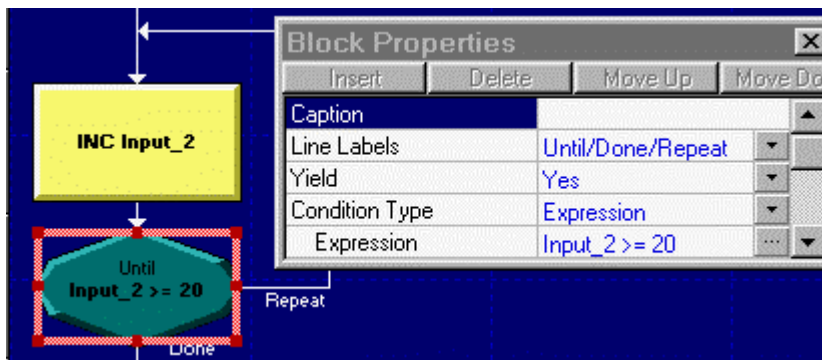 Block Properties
Insert Delete Move Up Move Do
Caption
Line Labels Until/Done/Repeat
Yield Yes
Condition Type Expression
Expression Input_2 >= 20 ...
INC Input_2
Until
Input_2 >= 20
Repeat
Done